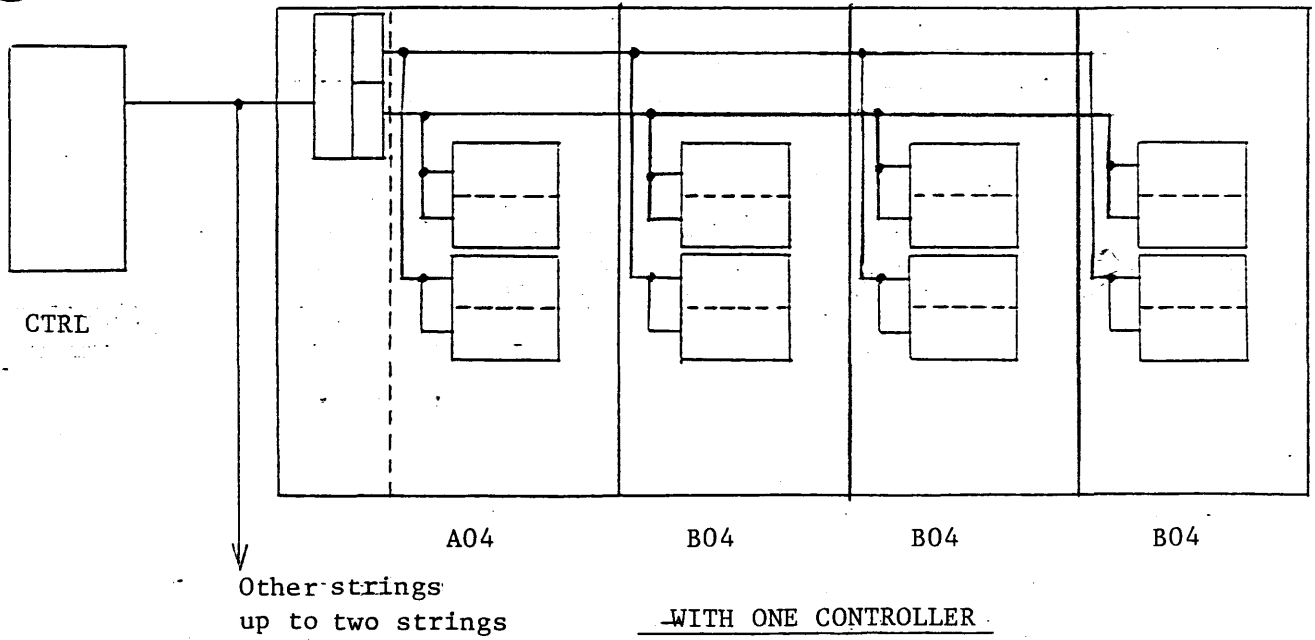 CTRL
A04 B04 B04 B04
Other strings
up to two strings
WITH ONE CONTROLLER